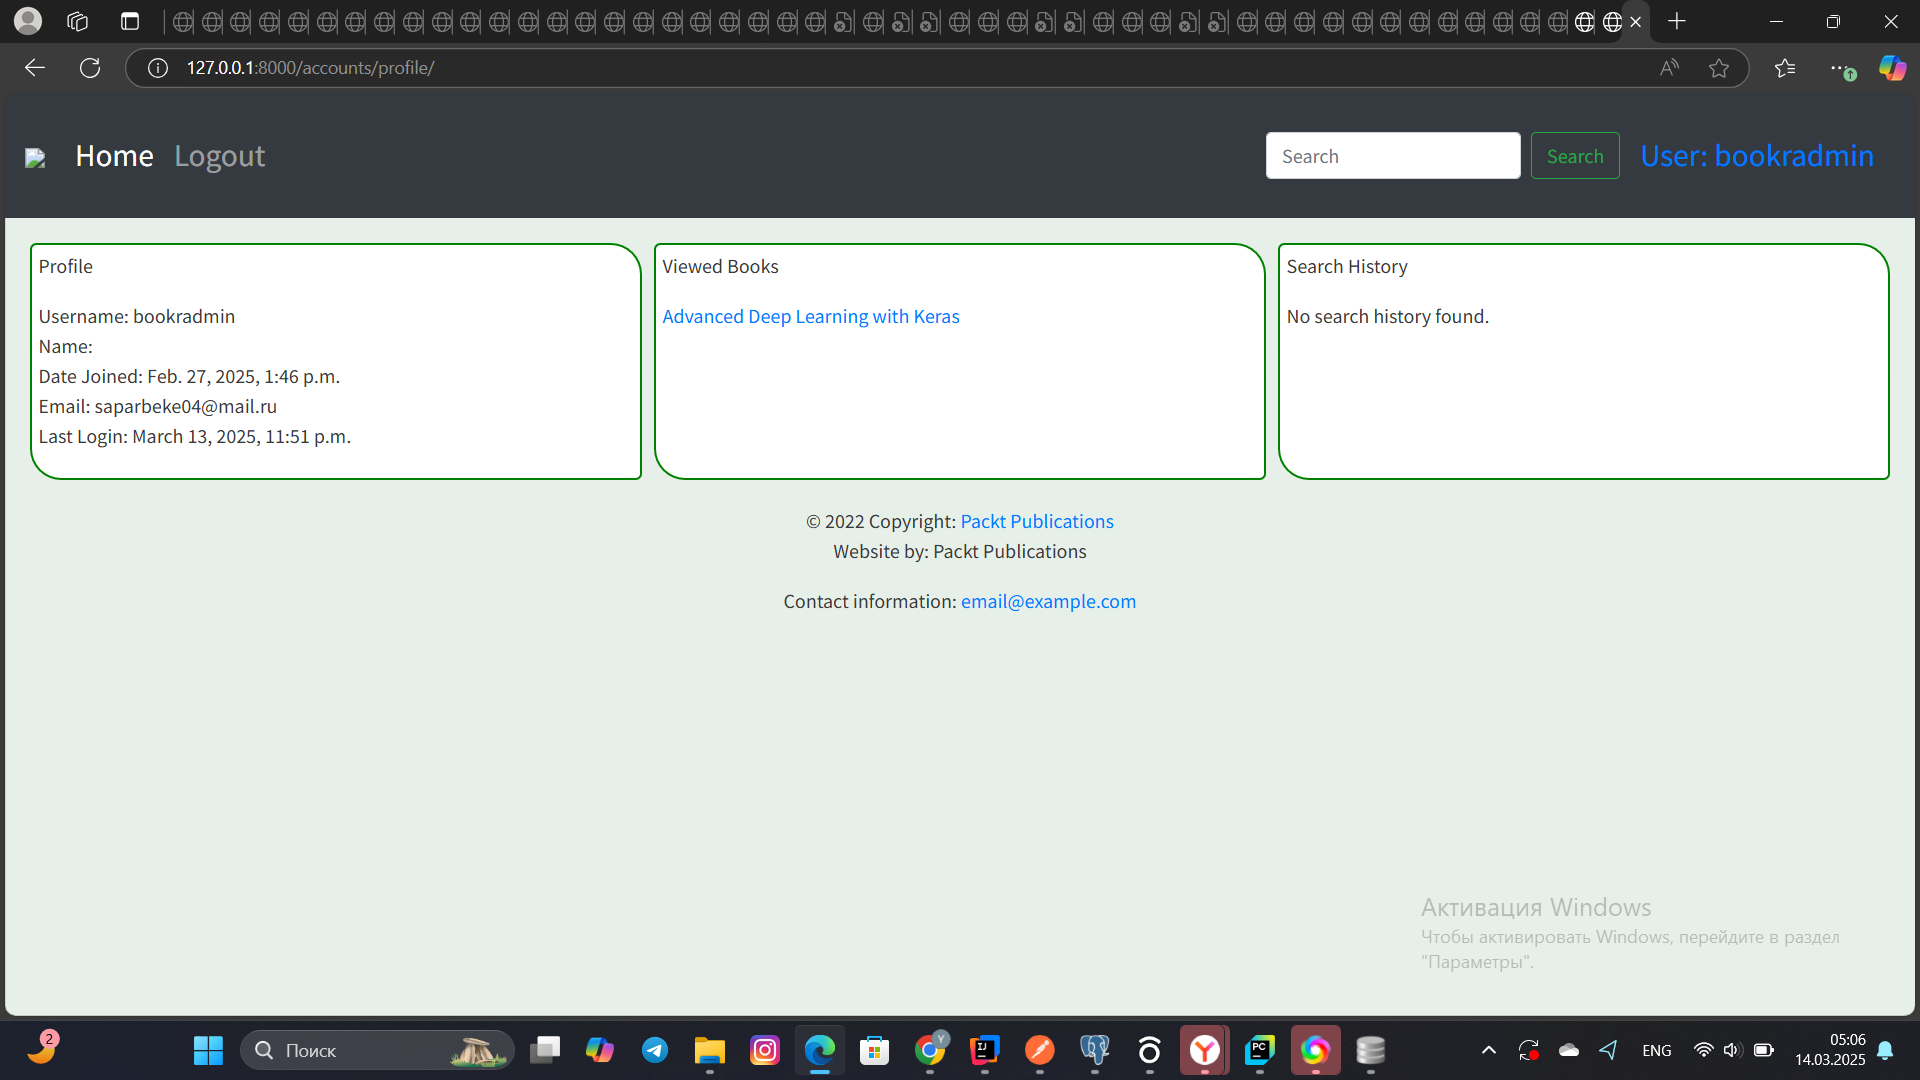 127.0.0.1:8000/accounts/profile/
Home Logout Search Search User: bookradmin
Profile
Username: bookradmin
Name:
Date Joined: Feb. 27, 2025, 1:46 p.m.
Email: saparbeke04@mail.ru
Last Login: March 13, 2025, 11:51 p.m.
Viewed Books
Advanced Deep Learning with Keras
Search History
No search history found.
© 2022 Copyright: Packt Publications
Website by: Packt Publications
Contact information: email@example.com
Активация Windows
Чтобы активировать Windows, перейдите в раздел
"Параметры".
2
Поиск
Y
IJ
Y
PC
ENG
05:06
14.03.2025